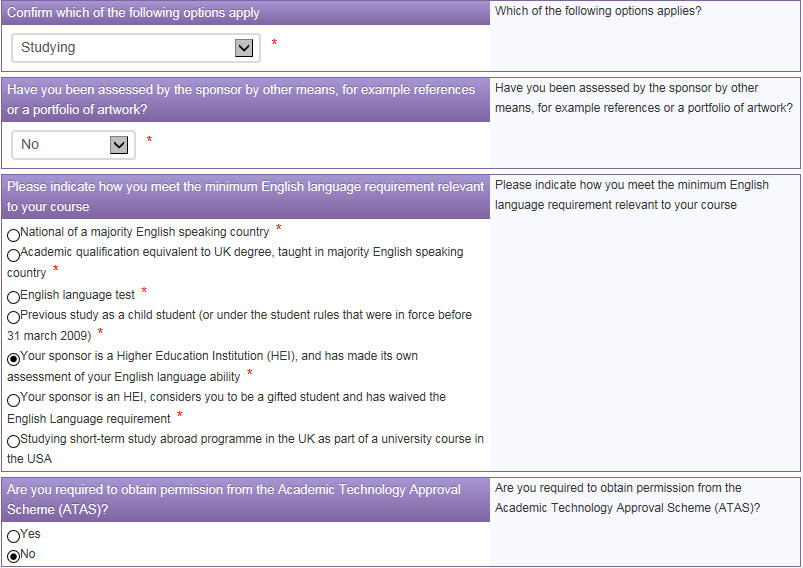 Confirm which of the following options apply
Which of the following options applies?
Studying *
Have you been assessed by the sponsor by other means, for example references
or a portfolio of artwork?
Have you been assessed by the sponsor by other
means, for example references or a portfolio of artwork?
No *
Please indicate how you meet the minimum English language requirement relevant
to your course
Please indicate how you meet the minimum English
language requirement relevant to your course
National of a majority English speaking country *
Academic qualification equivalent to UK degree, taught in majority English speaking
country *
English language test *
Previous study as a child student (or under the student rules that were in force before
31 march 2009) *
Your sponsor is a Higher Education Institution (HEI), and has made its own
assessment of your English language ability *
Your sponsor is an HEI, considers you to be a gifted student and has waived the
English Language requirement *
Studying short-term study abroad programme in the UK as part of a university course in
the USA
Are you required to obtain permission from the Academic Technology Approval
Scheme (ATAS)?
Are you required to obtain permission from the
Academic Technology Approval Scheme (ATAS)?
Yes
No